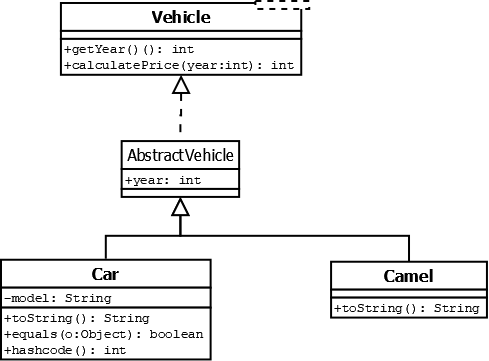 Vehicle
+getYear()(): int
+calculatePrice(year:int): int
AbstractVehicle
+year: int
Car
-model: String
+toString(): String
+equals(o:Object): boolean
+hashcode(): int
Camel
+toString(): String